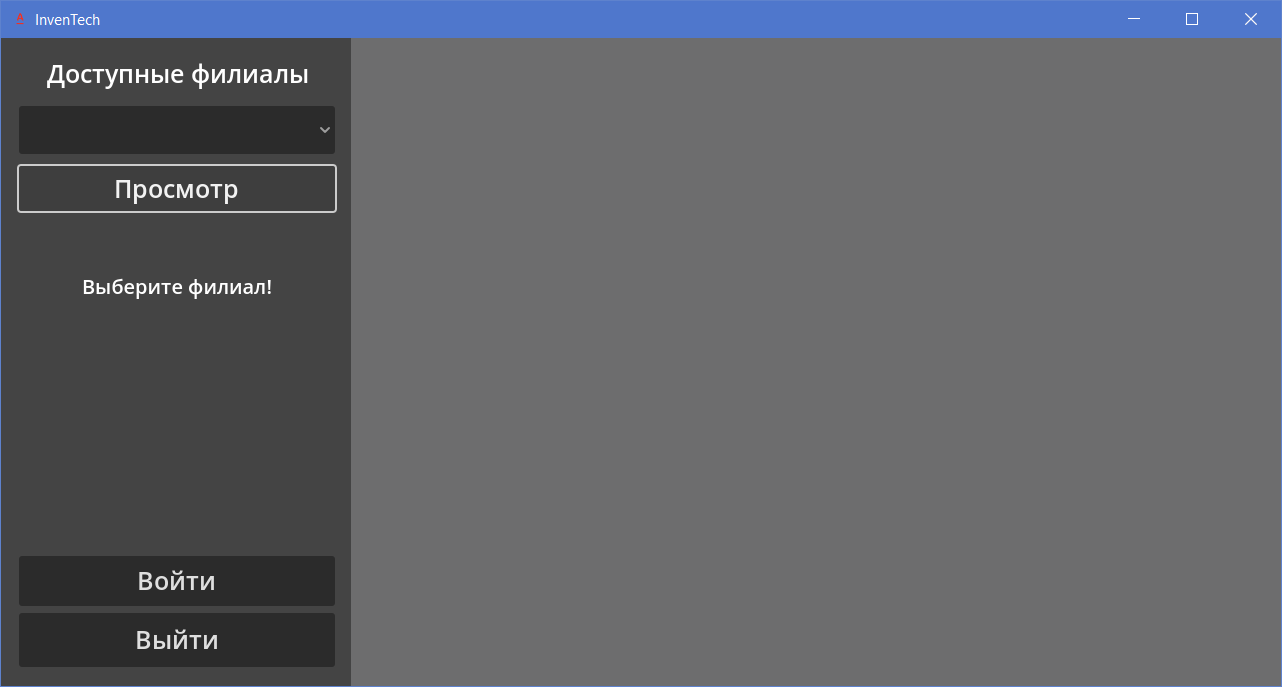 InvenTech
Доступные филиалы
Просмотр
Выберите филиал!
Войти
Выйти